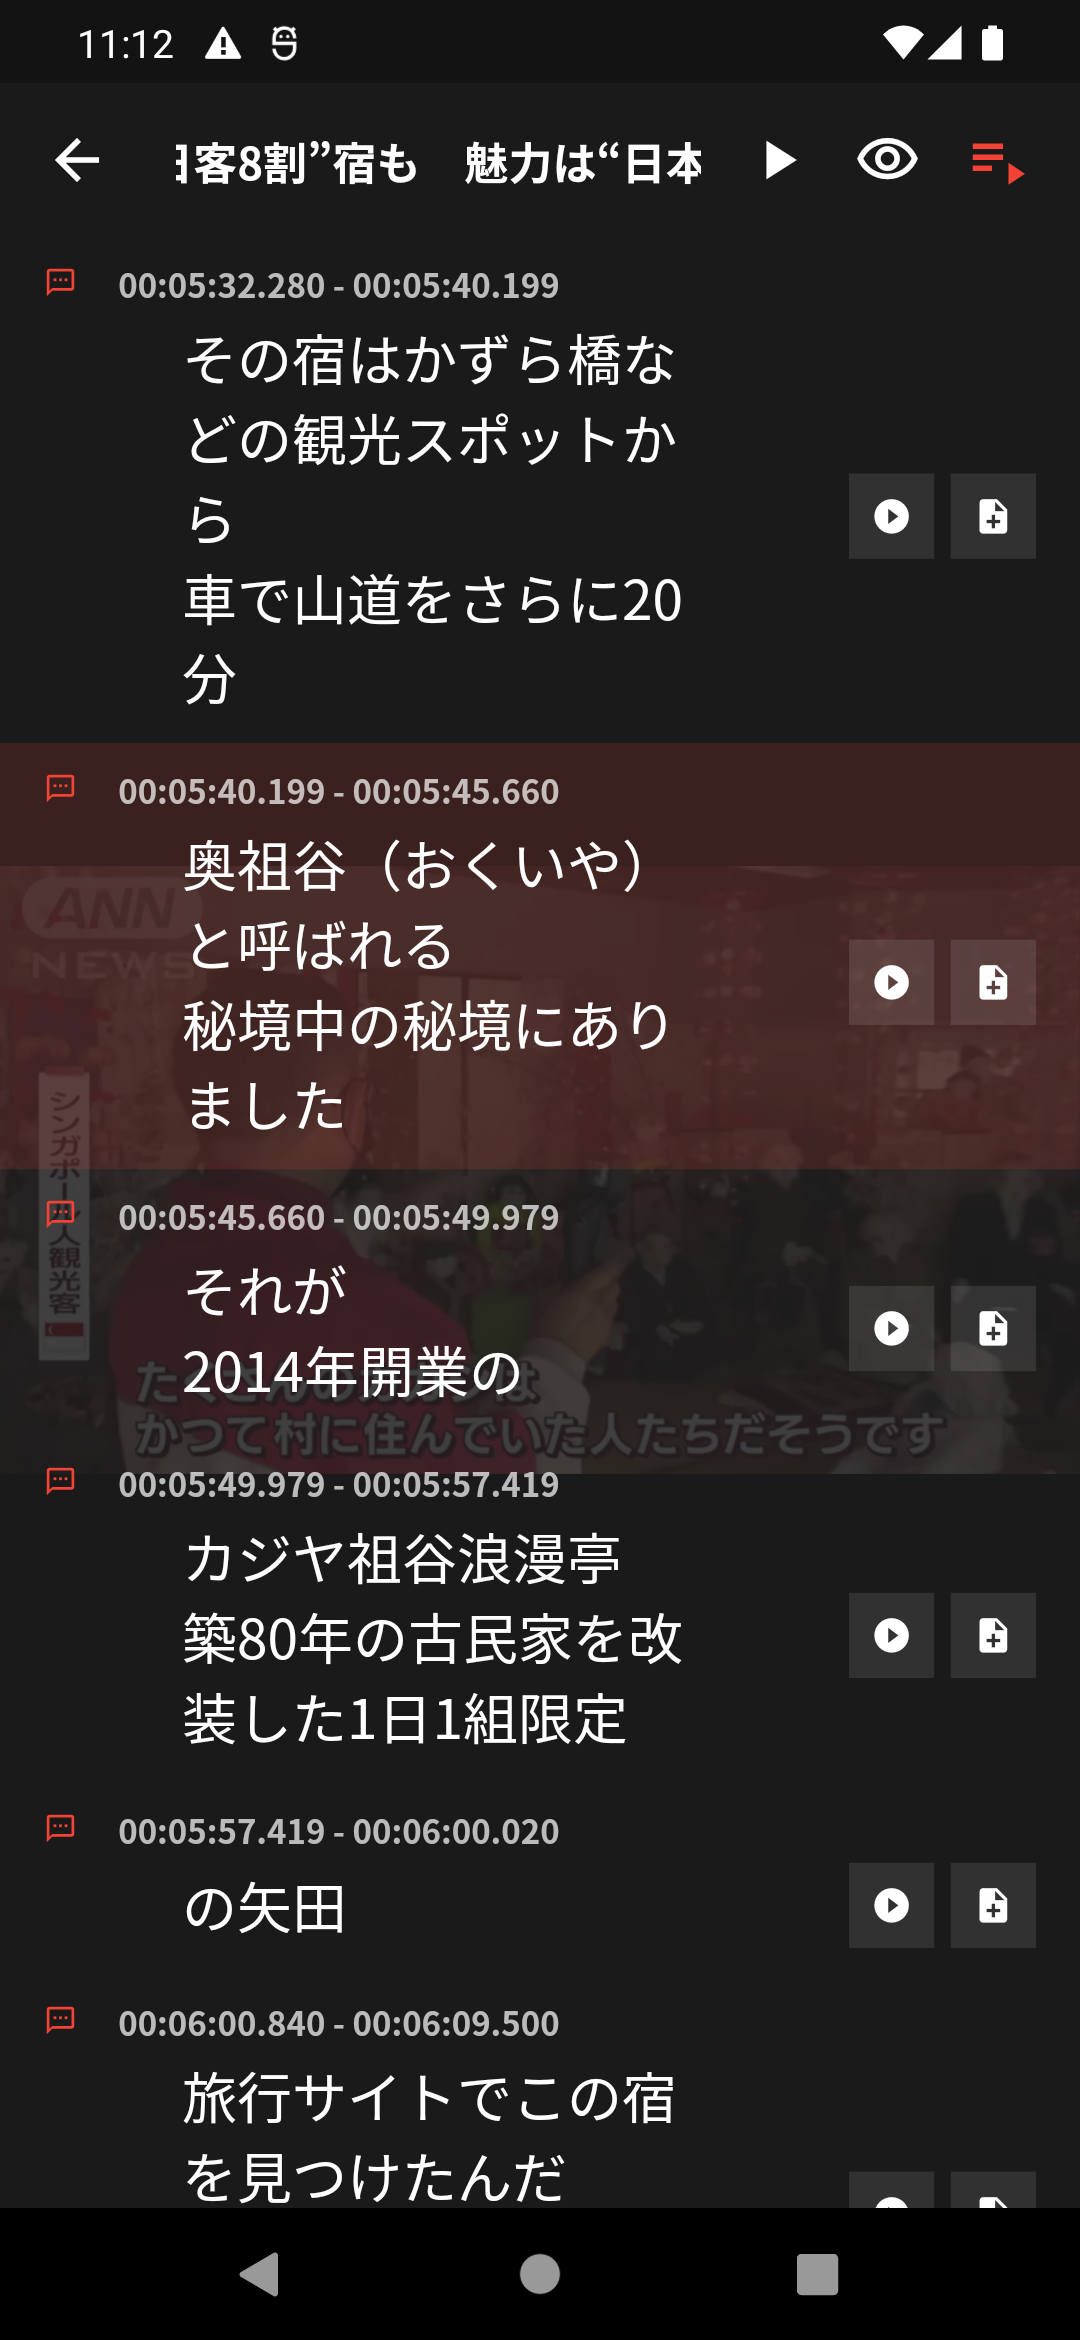 11:12
客8割”宿も 魅力は“日本
00:05:32.280 - 00:05:40.199
その宿はかずら橋な
どの観光スポットか
ら
車で山道をさらに20
分
00:05:40.199 - 00:05:45.660
奥祖谷（おくいや）
と呼ばれる
秘境中の秘境にあり
ました
ANN
NEWS
シンガポール人観光客
00:05:45.660 - 00:05:49.979
それが
2014年開業の
かつて村に住んでいた人たちだそうです
00:05:49.979 - 00:05:57.419
カジヤ祖谷浪漫亭
築80年の古民家を改
装した1日1組限定
00:05:57.419 - 00:06:00.020
の矢田
00:06:00.840 - 00:06:09.500
旅行サイトでこの宿
を見つけたんだ